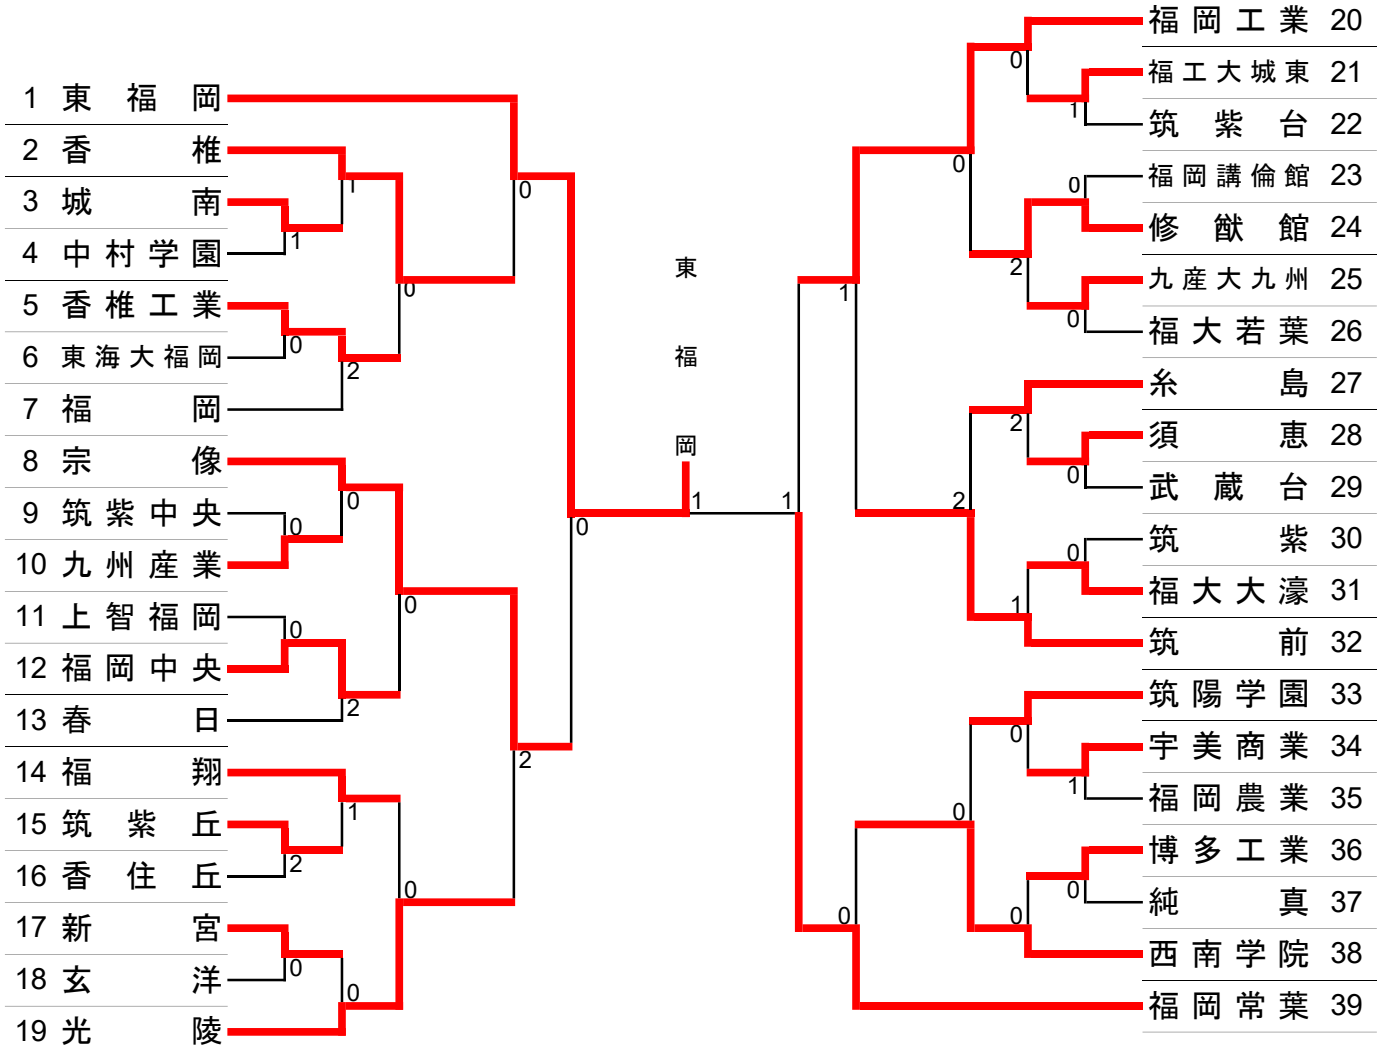 1 東福岡
2 香椎
3 城南
4 中村学園
5 香椎工業
6 東海大福岡
7 福岡
8 宗像
9 筑紫中央
10 九州産業
11 上智福岡
12 福岡中央
13 春日
14 福翔
15 筑紫丘
16 香住丘
17 新宮
18 玄洋
19 光陵
1
1
0
2
0
0
0
2
1
2
0
0
0
0
0
2
0
0
東福岡
1
1
1
0
0
2
0
2
0
1
0
2
0
0
1
0
0
1
0
0
福岡工業 20
福工大城東 21
筑紫台 22
福岡講倫館 23
修猷館 24
九産大九州 25
福大若葉 26
糸島 27
須恵 28
武蔵台 29
筑紫 30
福大大濠 31
筑前 32
筑陽学園 33
宇美商業 34
福岡農業 35
博多工業 36
純真 37
西南学院 38
福岡常葉 39